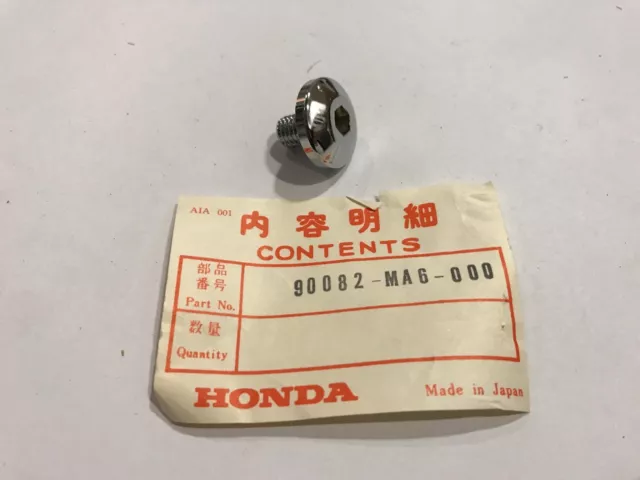 AIA 001
内容明細
CONTENTS
部品
番号
Part No.
90082-MA6-000
数量
Quantity
HONDA
Made in Japan